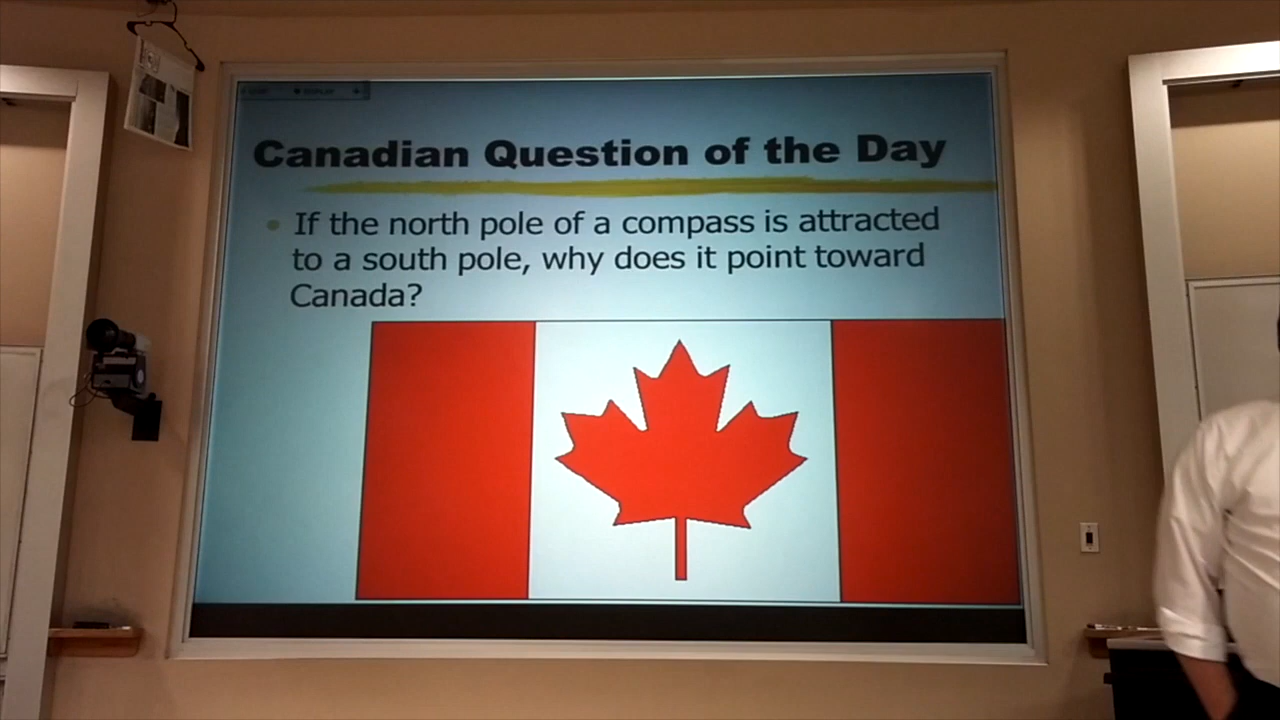 Canadian Question of the Day
If the north pole of a compass is attracted
to a south pole, why does it point toward
Canada?